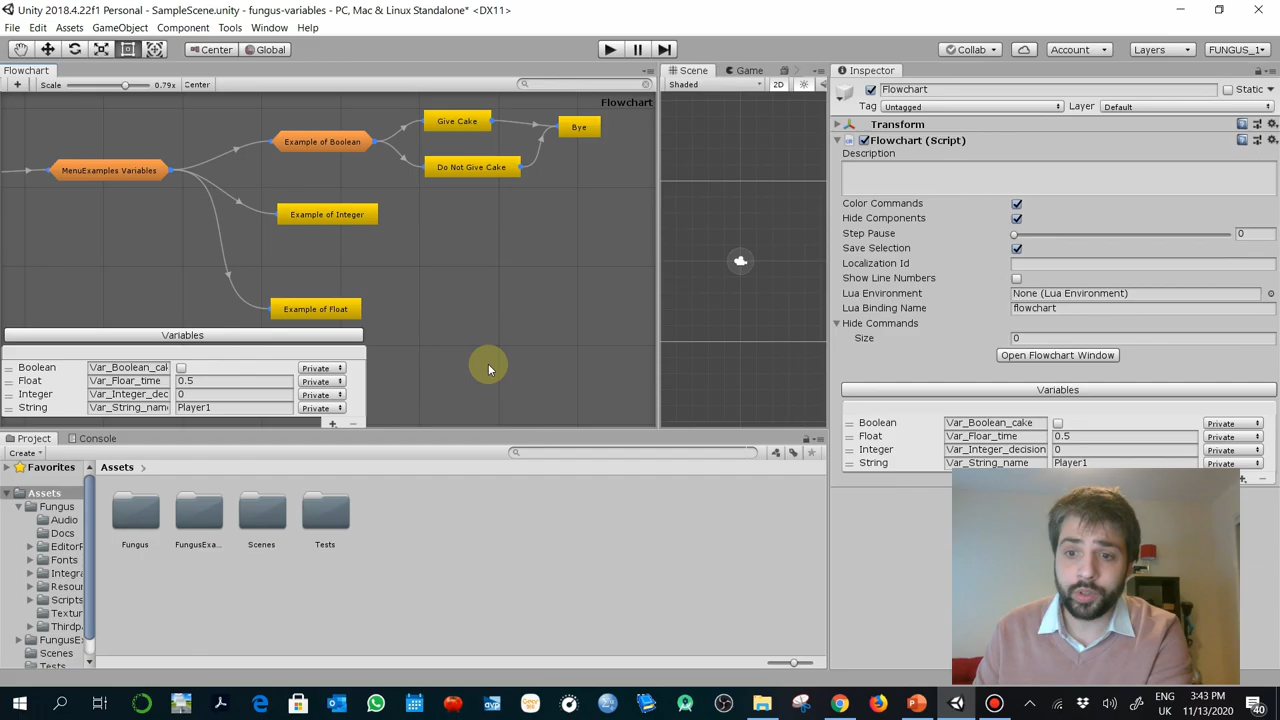 Unity 2018.4.22f1 Personal - SampleScene.unity - fungus-variables - PC, Mac & Linux Standalone* <DX11>
File Edit Assets GameObject Component Tools Window Help
Center Global Collab Account Layers FUNGUS_1
Flowchart
Scale 0.79x Center
Flowchart
MenuExamples Variables
Example of Boolean
Give Cake
Do Not Give Cake
Bye
Example of Integer
Example of Float
Variables
Boolean Var_Boolean_cak Private
Float Var_Floar_time 0.5 Private
Integer Var_Integer_dec 0 Private
String Var_String_name Player1 Private
Scene Game
Shaded 2D
Inspector
Flowchart Static
Tag Untagged Layer Default
Transform
Flowchart (Script)
Description
Color Commands
Hide Components
Step Pause 0
Save Selection
Localization Id
Show Line Numbers
Lua Environment None (Lua Environment)
Lua Binding Name flowchart
Hide Commands
Size 0
Open Flowchart Window
Variables
Boolean Var_Boolean_cake Private
Float Var_Floar_time 0.5 Private
Integer Var_Integer_decision 0 Private
String Var_String_name Player1 Private
Project Console
Create
Favorites
Assets
Fungus
Audio
Docs
EditorR
Fonts
Integra
Resour
Scripts
Textur
Thirdp
FungusEx
Scenes
Tests
Assets
Fungus FungusExa... Scenes Tests
ENG
UK
3:43 PM
11/13/2020
40